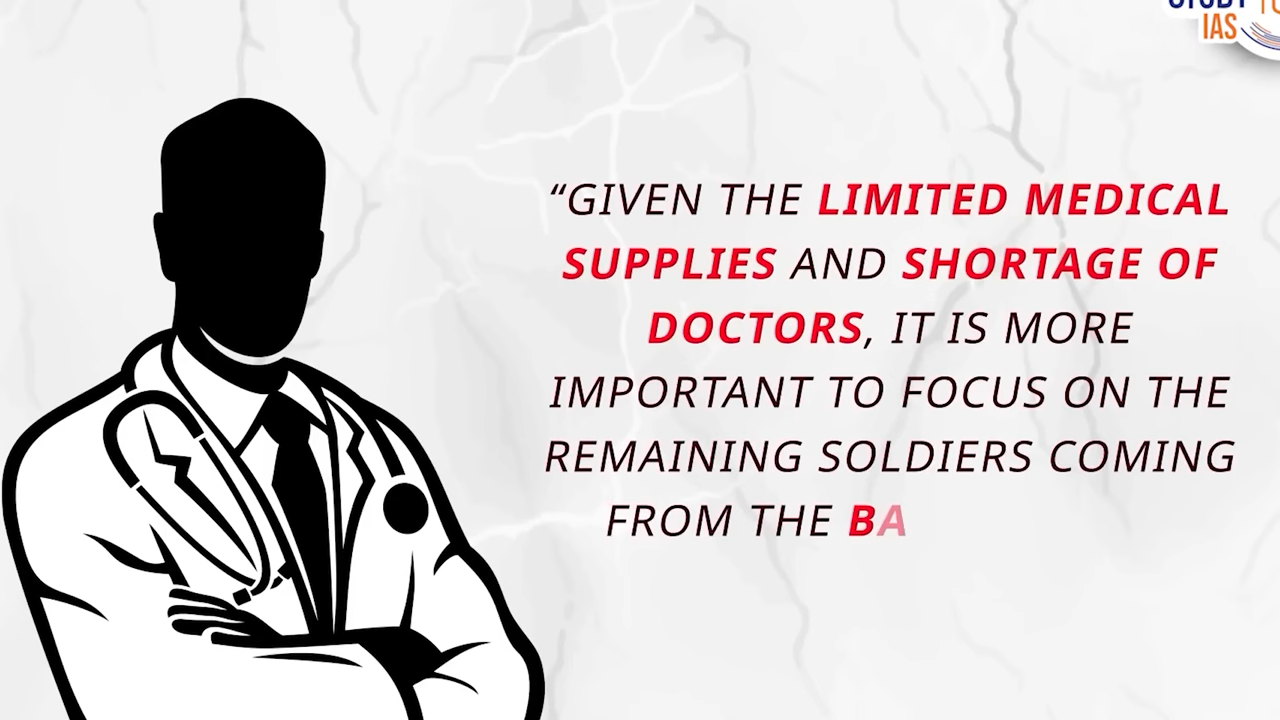 IAS
“GIVEN THE LIMITED MEDICAL
SUPPLIES AND SHORTAGE OF
DOCTORS, IT IS MORE
IMPORTANT TO FOCUS ON THE
REMAINING SOLDIERS COMING
FROM THE BA